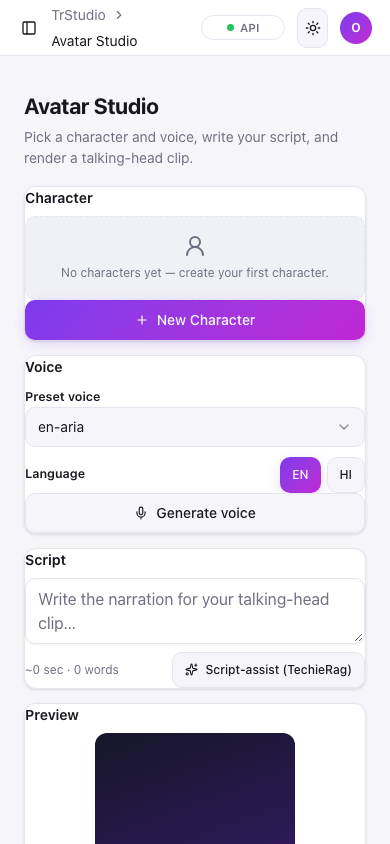 TrStudio
Avatar Studio
API
O
Avatar Studio
Pick a character and voice, write your script, and
render a talking-head clip.
Character
No characters yet — create your first character.
New Character
Voice
Preset voice
en-aria
Language
EN
HI
Generate voice
Script
Write the narration for your talking-head
clip...
~0 sec · 0 words
Script-assist (TechieRag)
Preview